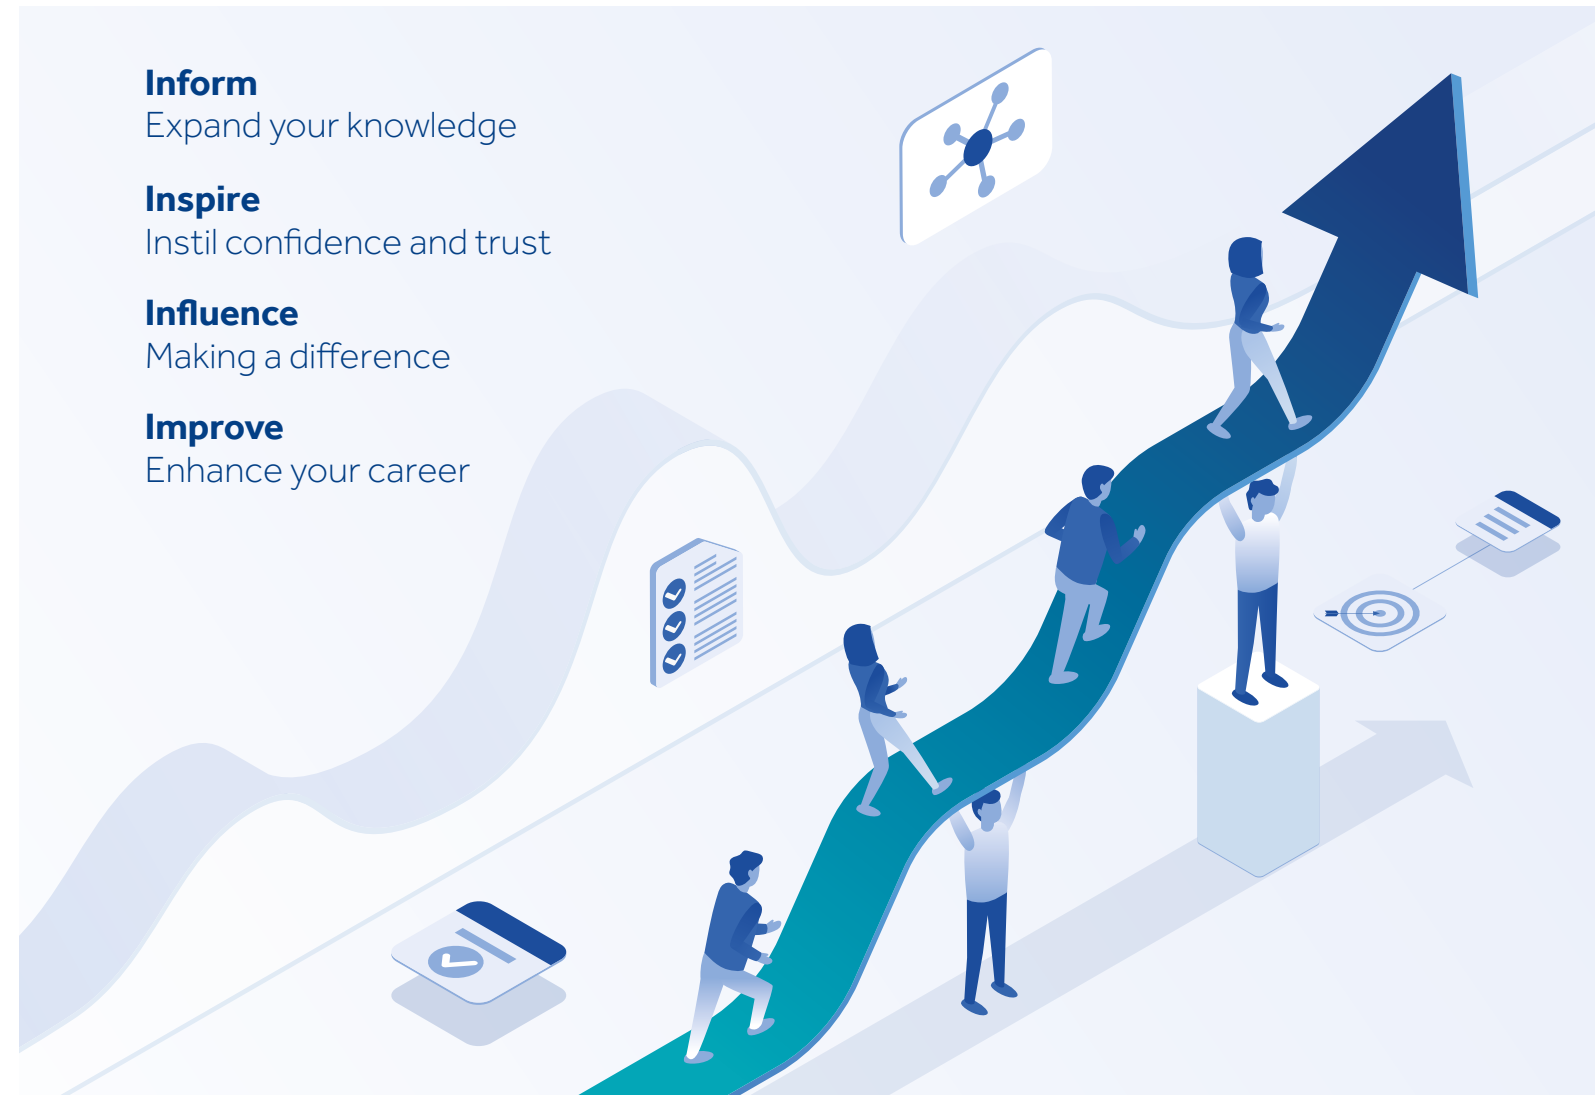 Inform
Expand your knowledge
Inspire
Instil confidence and trust
Influence
Making a difference
Improve
Enhance your career